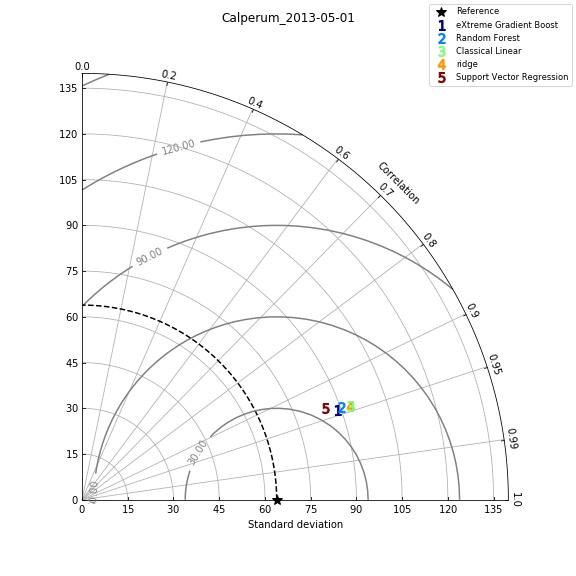 Calperum_2013-05-01
Reference
1 eXtreme Gradient Boost
2 Random Forest
3 Classical Linear
4 ridge
5 Support Vector Regression
0.0
0.2
0.4
0.6
0.7
0.8
0.9
0.95
0.99
1.0
Correlation
135
120
105
90
75
60
45
30
15
0
120.00
90.00
30.00
5 1 2
0 15 30 45 60 75 90 105 120 135
Standard deviation